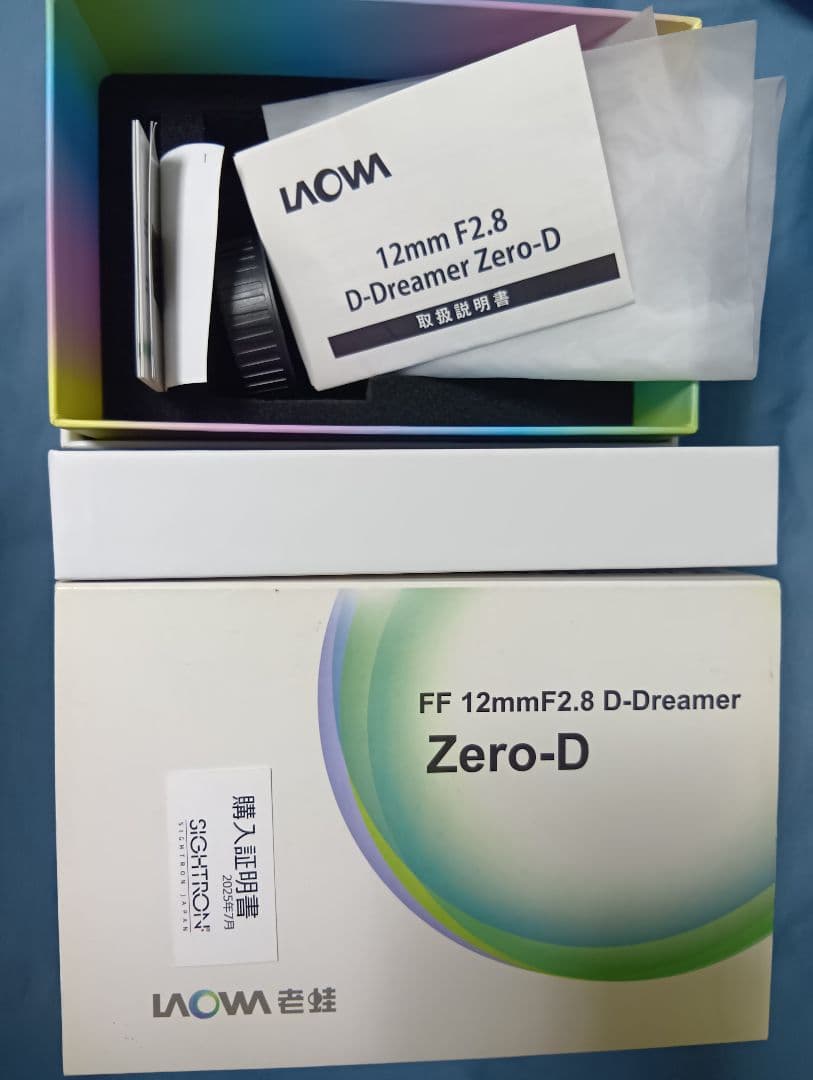 LAOWA
12mm F2.8
D-Dreamer Zero-D
取扱説明書
FF 12mmF2.8 D-Dreamer
Zero-D
購入証明書
2025年7月
SIGHTRON
SIGHTRON JAPAN
LAOWA 老蛙